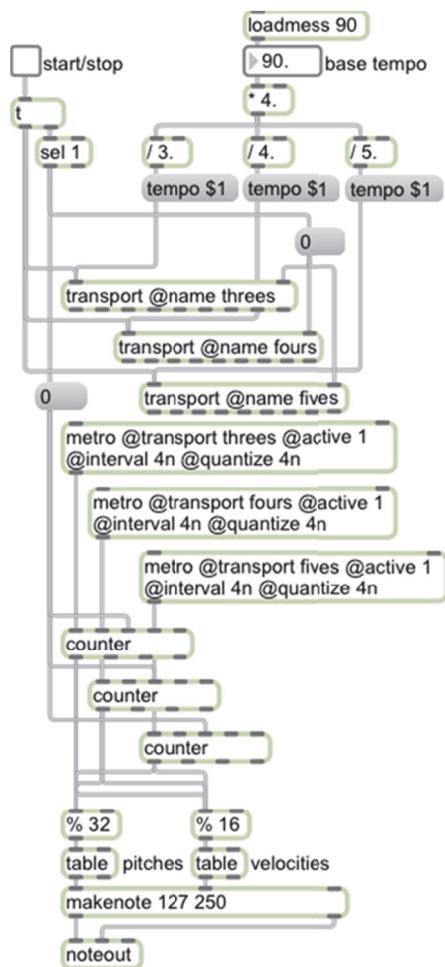 loadmess 90
start/stop
90. base tempo
t
* 4.
sel 1
/ 3.
/ 4.
/ 5.
tempo $1
tempo $1
tempo $1
0
transport @name threes
transport @name fours
0
transport @name fives
metro @transport threes @active 1
@interval 4n @quantize 4n
metro @transport fours @active 1
@interval 4n @quantize 4n
metro @transport fives @active 1
@interval 4n @quantize 4n
counter
counter
counter
% 32
% 16
table pitches
table velocities
makenote 127 250
noteout